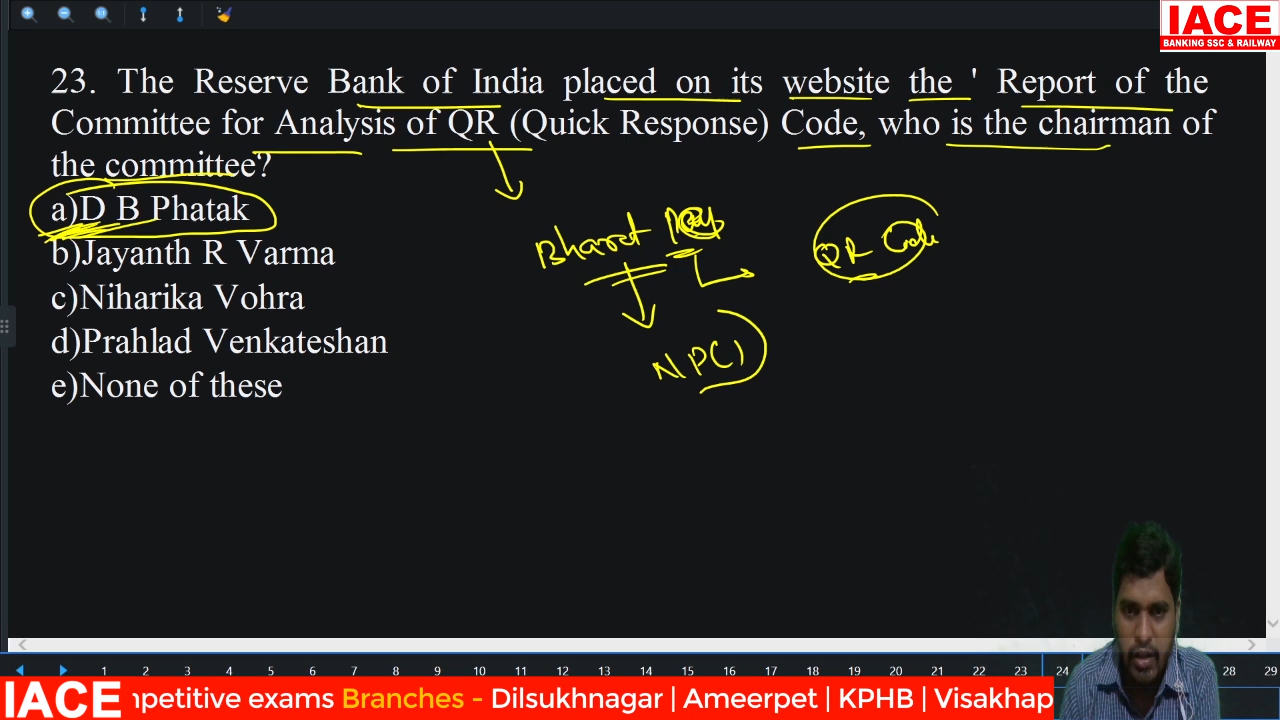 IACE
BANKING SSC & RAILWAY
23. The Reserve Bank of India placed on its website the ' Report of the
Committee for Analysis of QR (Quick Response) Code, who is the chairman of
the committee?
a)D B Phatak
b)Jayanth R Varma
c)Niharika Vohra
d)Prahlad Venkateshan
e)None of these
Bharat
QR Code
NPCI
1 2 3 4 5 6 7 8 9 10 11 12 13 14 15 16 17 18 19 20 21 22 23 24 28 29
IACE mpetitive exams Branches - Dilsukhnagar | Ameerpet | KPHB | Visakhap